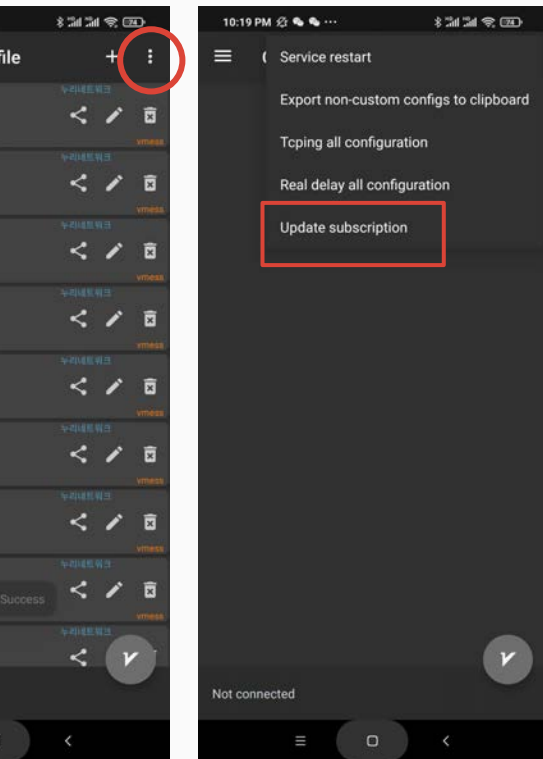 24
file
누리네트워크
vmess
누리네트워크
vmess
누리네트워크
vmess
누리네트워크
vmess
누리네트워크
vmess
누리네트워크
vmess
누리네트워크
vmess
누리네트워크
Success
vmess
누리네트워크
10:19 PM
24
Service restart
Export non-custom configs to clipboard
Tcping all configuration
Real delay all configuration
Update subscription
Not connected